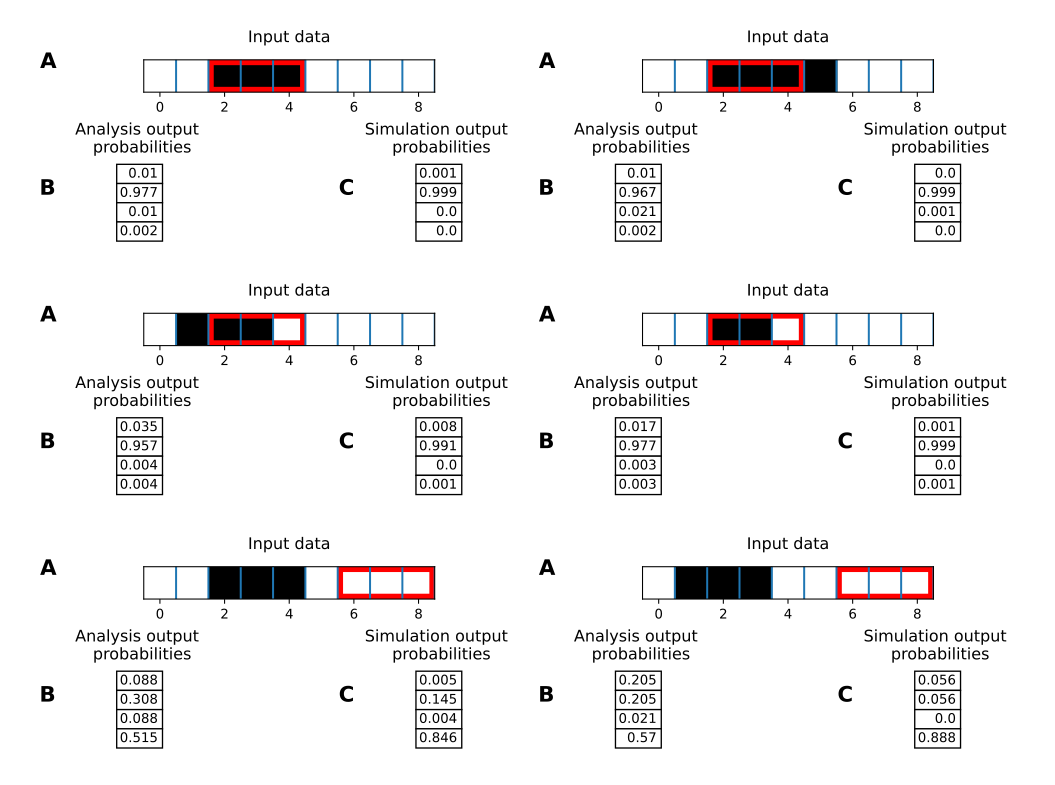 Input data
A
0 2 4 6 8
Analysis output
probabilities
Simulation output
probabilities
B
0.01
0.977
0.01
0.002
C
0.001
0.999
0.0
0.0
Input data
A
0 2 4 6 8
Analysis output
probabilities
Simulation output
probabilities
B
0.01
0.967
0.021
0.002
C
0.0
0.999
0.001
0.0
Input data
A
0 2 4 6 8
Analysis output
probabilities
Simulation output
probabilities
B
0.035
0.957
0.004
0.004
C
0.008
0.991
0.0
0.001
Input data
A
0 2 4 6 8
Analysis output
probabilities
Simulation output
probabilities
B
0.017
0.977
0.003
0.003
C
0.001
0.999
0.0
0.001
Input data
A
0 2 4 6 8
Analysis output
probabilities
Simulation output
probabilities
B
0.088
0.308
0.088
0.515
C
0.005
0.145
0.004
0.846
Input data
A
0 2 4 6 8
Analysis output
probabilities
Simulation output
probabilities
B
0.205
0.205
0.021
0.57
C
0.056
0.056
0.0
0.888